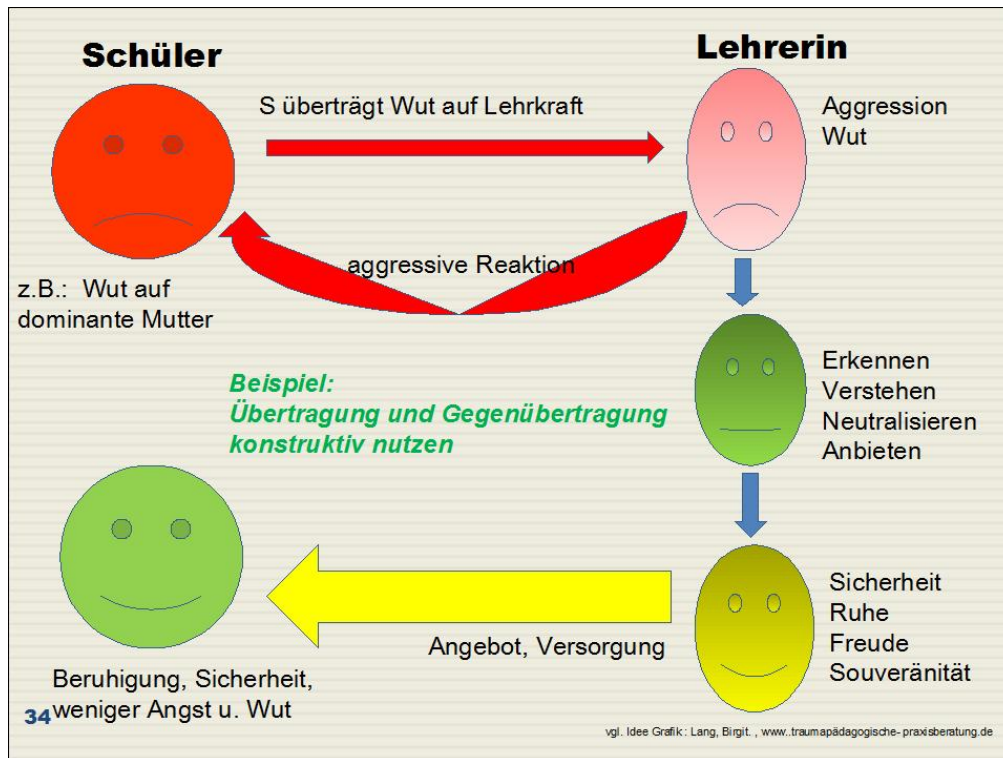 Schüler
Lehrerin
S überträgt Wut auf Lehrkraft
Aggression
Wut
aggressive Reaktion
z.B.: Wut auf
dominante Mutter
Beispiel:
Übertragung und Gegenübertragung
konstruktiv nutzen
Erkennen
Verstehen
Neutralisieren
Anbieten
Sicherheit
Ruhe
Freude
Souveränität
Angebot, Versorgung
Beruhigung, Sicherheit,
weniger Angst u. Wut
34
vgl. Idee Grafik : Lang, Birgit. , www..traumapädagogische- praxisberatung.de